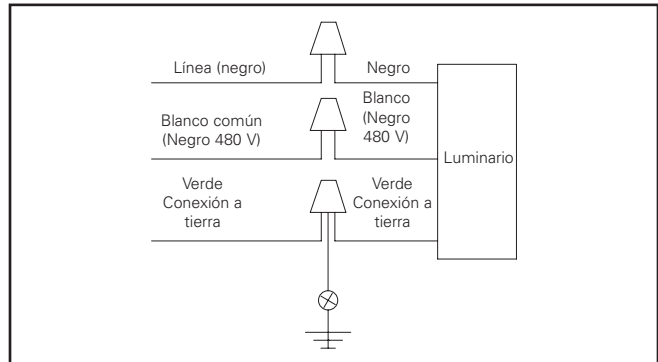 Línea (negro)
Negro
Blanco común
(Negro 480 V)
Blanco
(Negro
480 V)
Luminario
Verde
Conexión a
tierra
Verde
Conexión a
tierra